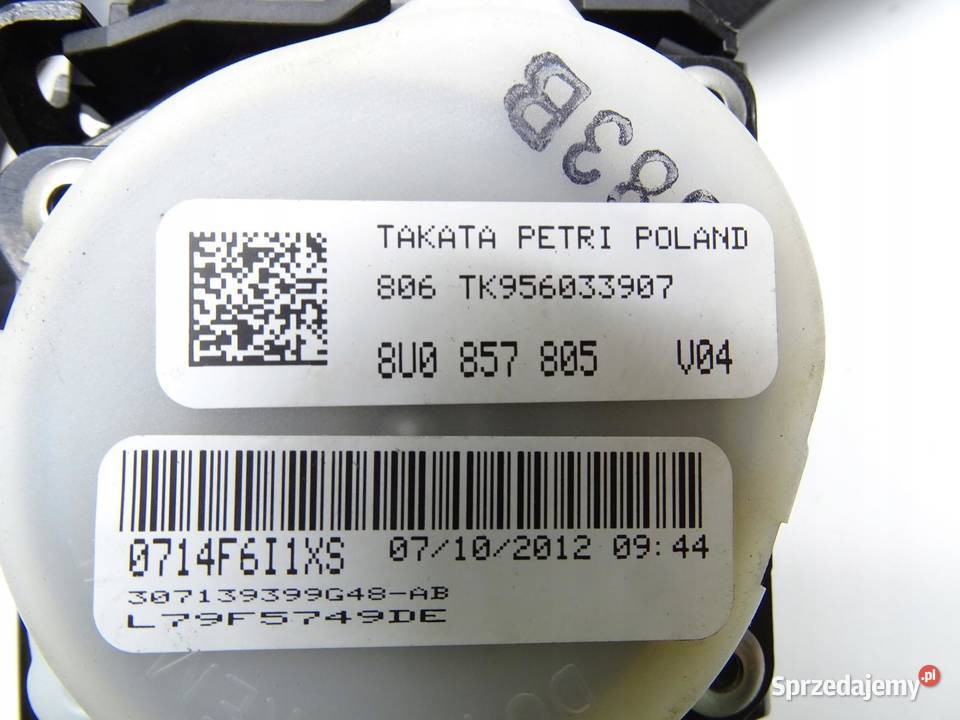 B38
TAKATA PETRI POLAND
806 TK956033907
8U0 857 805 V04
0714F6I1XS 07/10/2012 09:44
307139399G48-AB
L79F5749DE
Sprzedajemy.pl